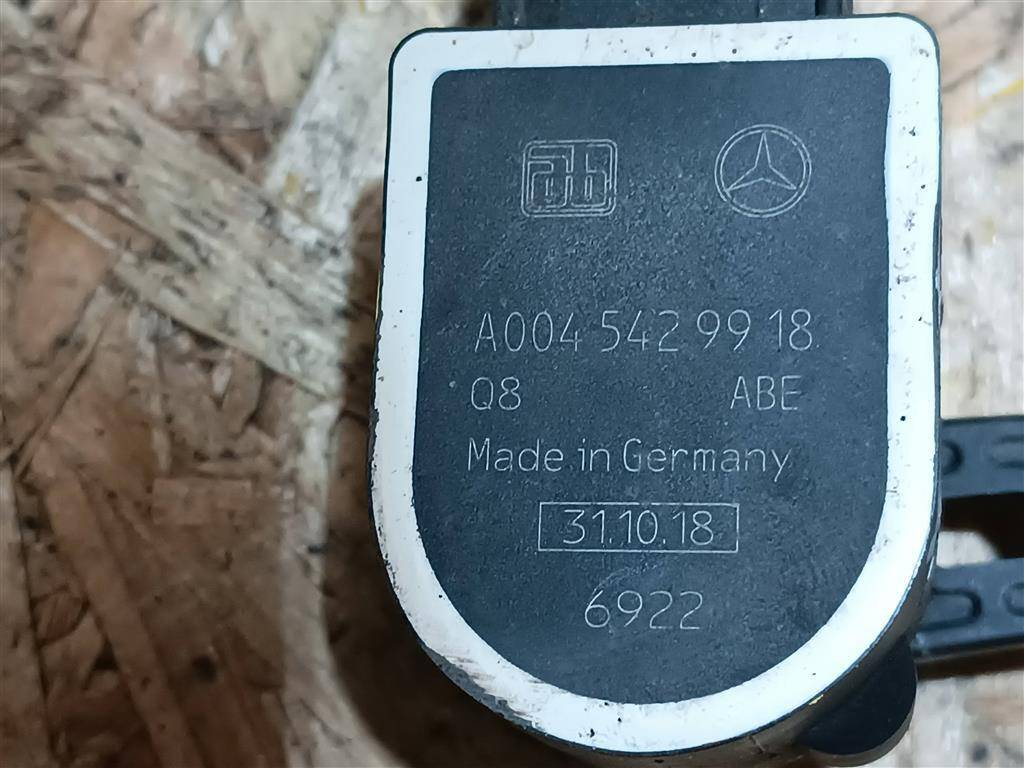 A004 542 99 18
Q8 ABE
Made in Germany
31.10.18
6922